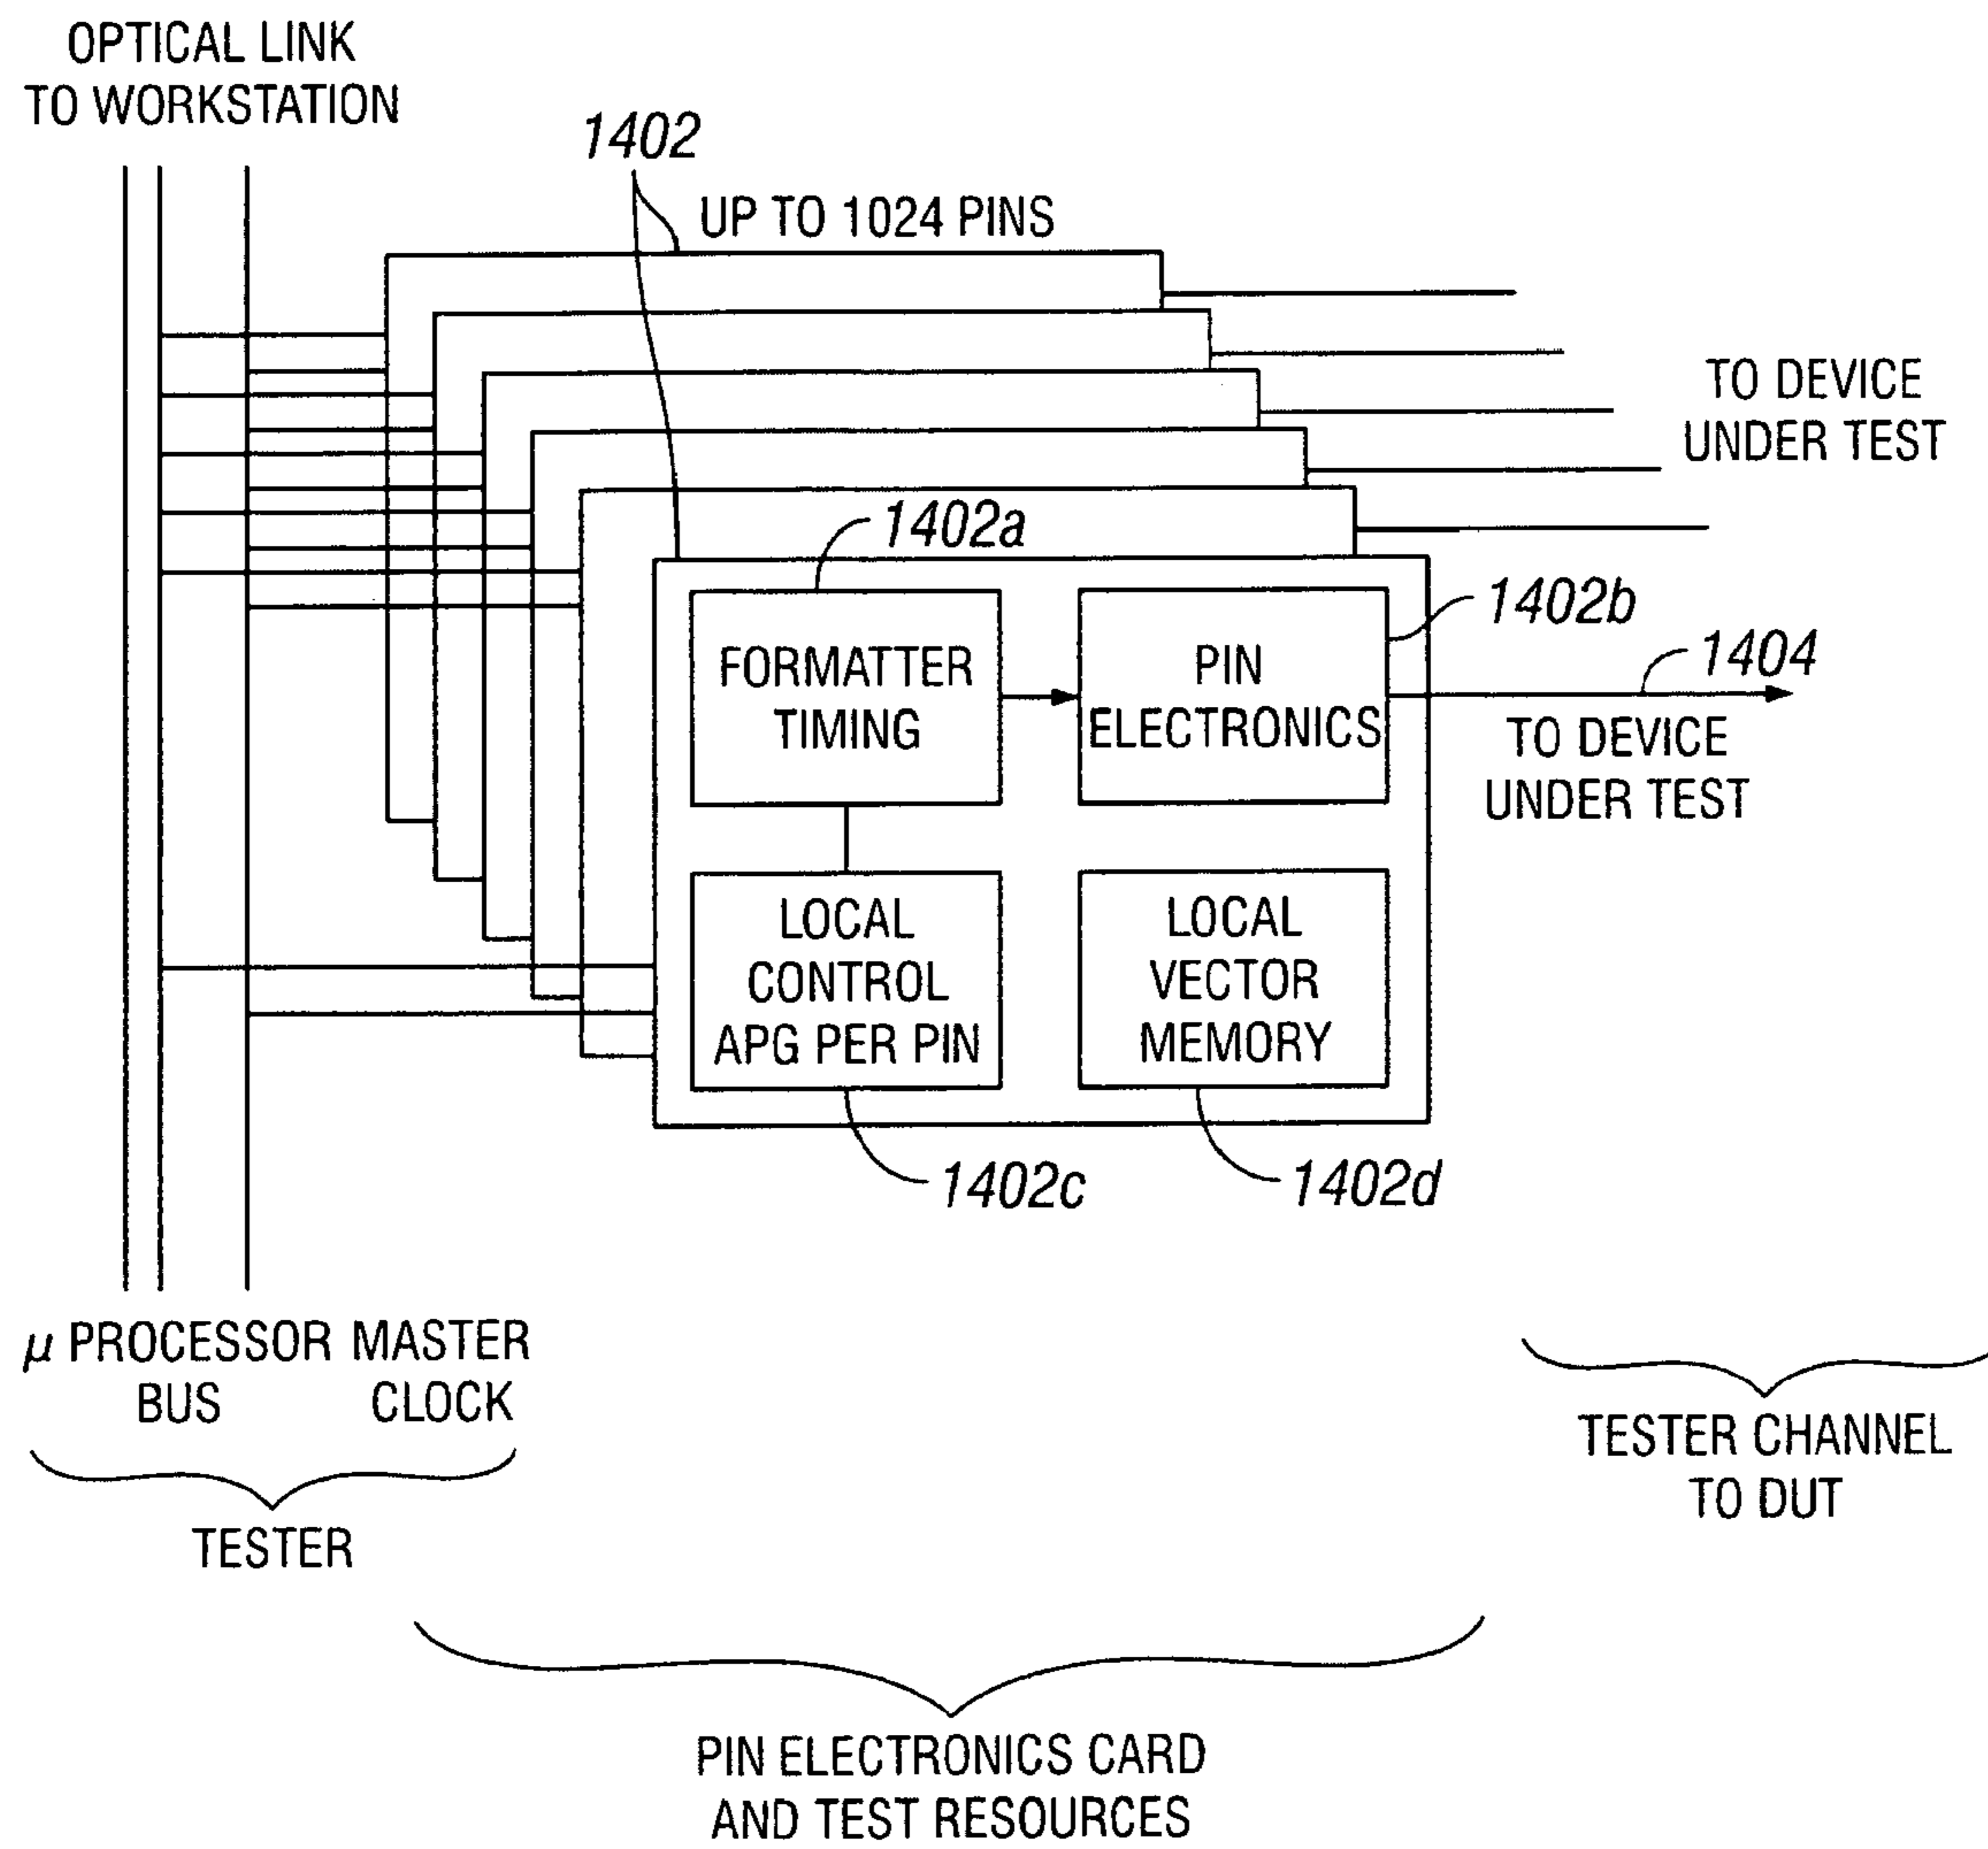 OPTICAL LINK
TO WORKSTATION
1402
UP TO 1024 PINS
TO DEVICE
UNDER TEST
1402a
1402b
1404
FORMATTER
TIMING
PIN
ELECTRONICS
TO DEVICE
UNDER TEST
LOCAL
CONTROL
APG PER PIN
LOCAL
VECTOR
MEMORY
1402c
1402d
μ PROCESSOR
BUS
MASTER
CLOCK
TESTER
TESTER CHANNEL
TO DUT
PIN ELECTRONICS CARD
AND TEST RESOURCES